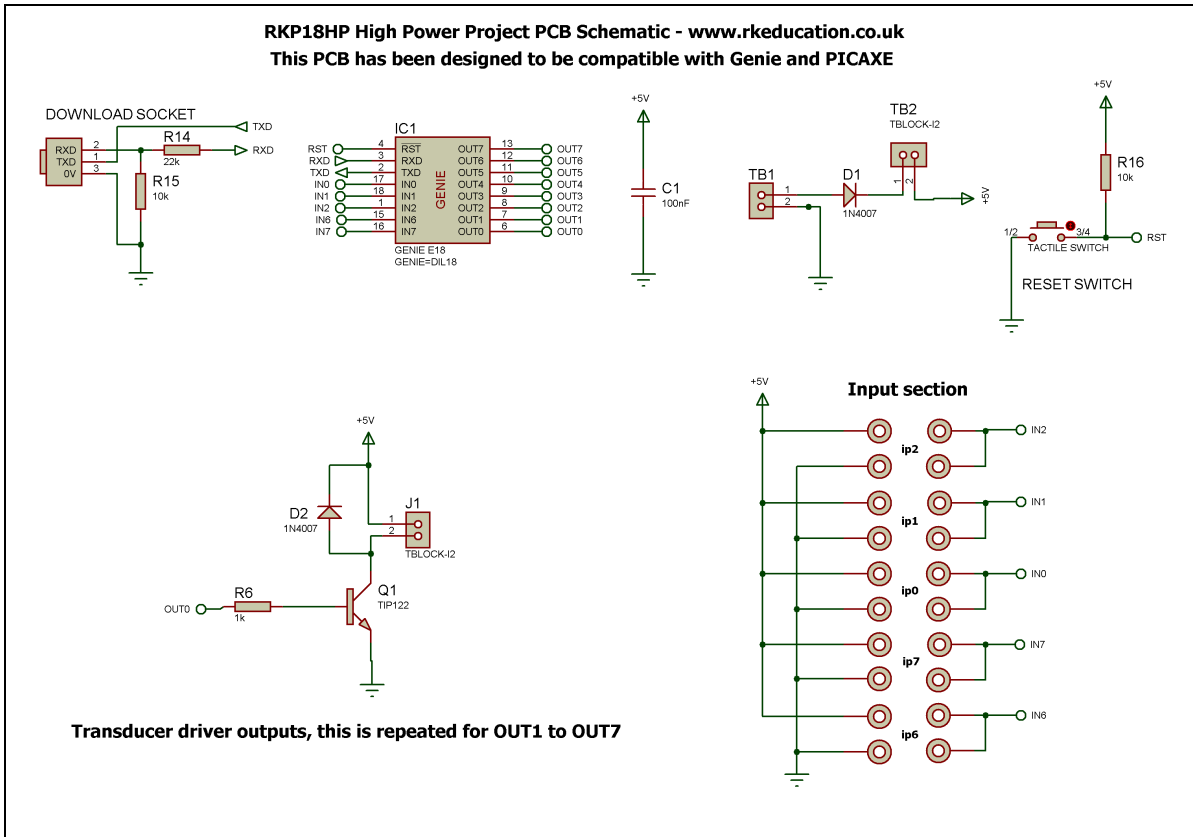 RKP18HP High Power Project PCB Schematic - www.rkeducation.co.uk
This PCB has been designed to be compatible with Genie and PICAXE
DOWNLOAD SOCKET
RXD
TXD
0V
2
1
3
R14
22k
TXD
RXD
R15
10k
IC1
RST 4 RST OUT7 13 OUT7
RXD 3 RXD OUT6 12 OUT6
TXD 2 TXD OUT5 11 OUT5
IN0 17 IN0 OUT4 10 OUT4
IN1 18 IN1 OUT3 9 OUT3
IN2 1 IN2 OUT2 8 OUT2
IN6 15 IN6 OUT1 7 OUT1
IN7 16 IN7 OUT0 6 OUT0
GENIE
GENIE E18
GENIE=DIL18
+5V
C1
100nF
TB1
1
2
D1
1N4007
TB2
TBLOCK-I2
1
2
+5V
+5V
R16
10k
1/2
3/4
RST
TACTILE SWITCH
RESET SWITCH
+5V
D2
1N4007
J1
1
2
TBLOCK-I2
Q1
TIP122
R6
1k
OUT0
Transducer driver outputs, this is repeated for OUT1 to OUT7
+5V
Input section
ip2
IN2
ip1
IN1
ip0
IN0
ip7
IN7
ip6
IN6